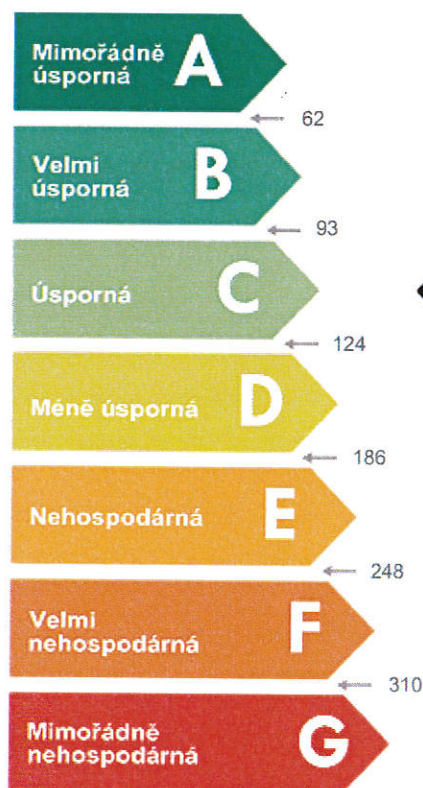 Mimořádně
úsporná
A
62
Velmi
úsporná
B
93
Úsporná
C
124
Méně úsporná
D
186
Nehospodárná
E
248
Velmi
nehospodárná
F
310
Mimořádně
nehospodárná
G